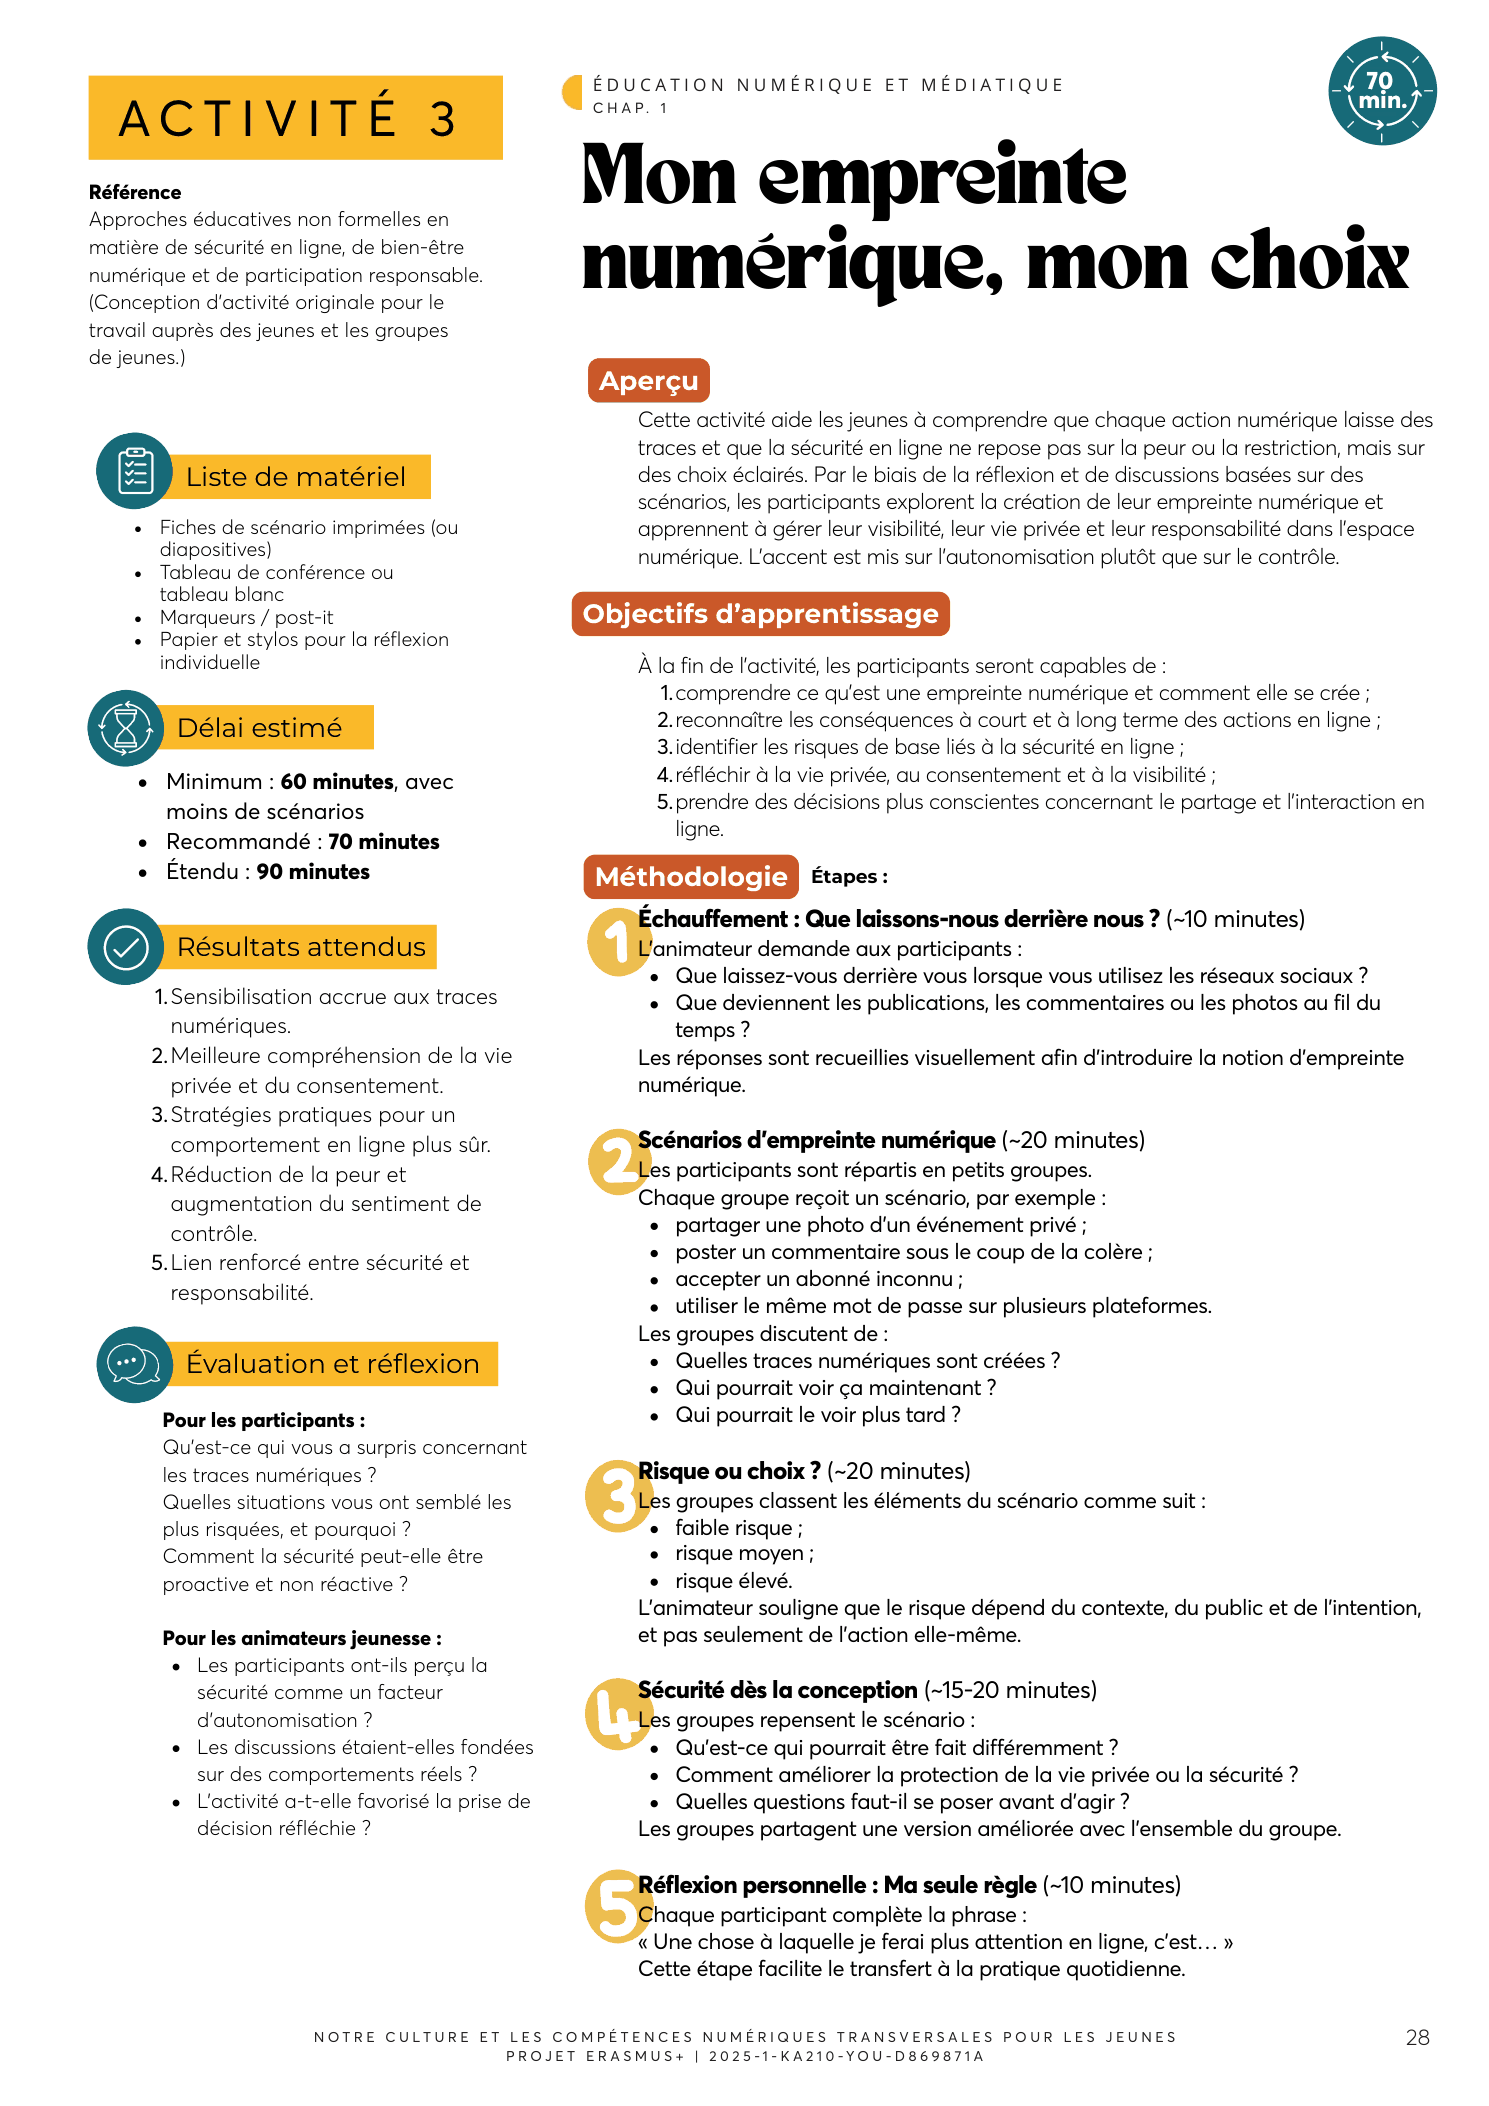 ACTIVITÉ 3
Référence
Approches éducatives non formelles en
matière de sécurité en ligne, de bien-être
numérique et de participation responsable.
(Conception d'activité originale pour le
travail auprès des jeunes et les groupes
de jeunes.)
Liste de matériel
• Fiches de scénario imprimées (ou
diapositives)
• Tableau de conférence ou
tableau blanc
• Marqueurs / post-it
• Papier et stylos pour la réflexion
individuelle
Délai estimé
• Minimum : 60 minutes, avec
moins de scénarios
• Recommandé : 70 minutes
• Étendu : 90 minutes
Résultats attendus
1. Sensibilisation accrue aux traces
numériques.
2. Meilleure compréhension de la vie
privée et du consentement.
3. Stratégies pratiques pour un
comportement en ligne plus sûr.
4. Réduction de la peur et
augmentation du sentiment de
contrôle.
5. Lien renforcé entre sécurité et
responsabilité.
Évaluation et réflexion
Pour les participants :
Qu'est-ce qui vous a surpris concernant
les traces numériques ?
Quelles situations vous ont semblé les
plus risquées, et pourquoi ?
Comment la sécurité peut-elle être
proactive et non réactive ?
Pour les animateurs jeunesse :
• Les participants ont-ils perçu la
sécurité comme un facteur
d'autonomisation ?
• Les discussions étaient-elles fondées
sur des comportements réels ?
• L'activité a-t-elle favorisé la prise de
décision réfléchie ?
ÉDUCATION NUMÉRIQUE ET MÉDIATIQUE
CHAP. 1
70
min.
Mon empreinte
numérique, mon choix
Aperçu
Cette activité aide les jeunes à comprendre que chaque action numérique laisse des
traces et que la sécurité en ligne ne repose pas sur la peur ou la restriction, mais sur
des choix éclairés. Par le biais de la réflexion et de discussions basées sur des
scénarios, les participants explorent la création de leur empreinte numérique et
apprennent à gérer leur visibilité, leur vie privée et leur responsabilité dans l'espace
numérique. L'accent est mis sur l'autonomisation plutôt que sur le contrôle.
Objectifs d'apprentissage
À la fin de l'activité, les participants seront capables de :
1. comprendre ce qu'est une empreinte numérique et comment elle se crée ;
2. reconnaître les conséquences à court et à long terme des actions en ligne ;
3. identifier les risques de base liés à la sécurité en ligne ;
4. réfléchir à la vie privée, au consentement et à la visibilité ;
5. prendre des décisions plus conscientes concernant le partage et l'interaction en
ligne.
Méthodologie Étapes :
1 Échauffement : Que laissons-nous derrière nous ? (~10 minutes)
L'animateur demande aux participants :
• Que laissez-vous derrière vous lorsque vous utilisez les réseaux sociaux ?
• Que deviennent les publications, les commentaires ou les photos au fil du
temps ?
Les réponses sont recueillies visuellement afin d'introduire la notion d'empreinte
numérique.
2 Scénarios d'empreinte numérique (~20 minutes)
Les participants sont répartis en petits groupes.
Chaque groupe reçoit un scénario, par exemple :
• partager une photo d'un événement privé ;
• poster un commentaire sous le coup de la colère ;
• accepter un abonné inconnu ;
• utiliser le même mot de passe sur plusieurs plateformes.
Les groupes discutent de :
• Quelles traces numériques sont créées ?
• Qui pourrait voir ça maintenant ?
• Qui pourrait le voir plus tard ?
3 Risque ou choix ? (~20 minutes)
Les groupes classent les éléments du scénario comme suit :
• faible risque ;
• risque moyen ;
• risque élevé.
L'animateur souligne que le risque dépend du contexte, du public et de l'intention,
et pas seulement de l'action elle-même.
4 Sécurité dès la conception (~15-20 minutes)
Les groupes repensent le scénario :
• Qu'est-ce qui pourrait être fait différemment ?
• Comment améliorer la protection de la vie privée ou la sécurité ?
• Quelles questions faut-il se poser avant d'agir ?
Les groupes partagent une version améliorée avec l'ensemble du groupe.
5 Réflexion personnelle : Ma seule règle (~10 minutes)
Chaque participant complète la phrase :
« Une chose à laquelle je ferai plus attention en ligne, c'est… »
Cette étape facilite le transfert à la pratique quotidienne.
NOTRE CULTURE ET LES COMPÉTENCES NUMÉRIQUES TRANSVERSALES POUR LES JEUNES
PROJET ERASMUS+ | 2025-1-KA210-YOU-D869871A
28